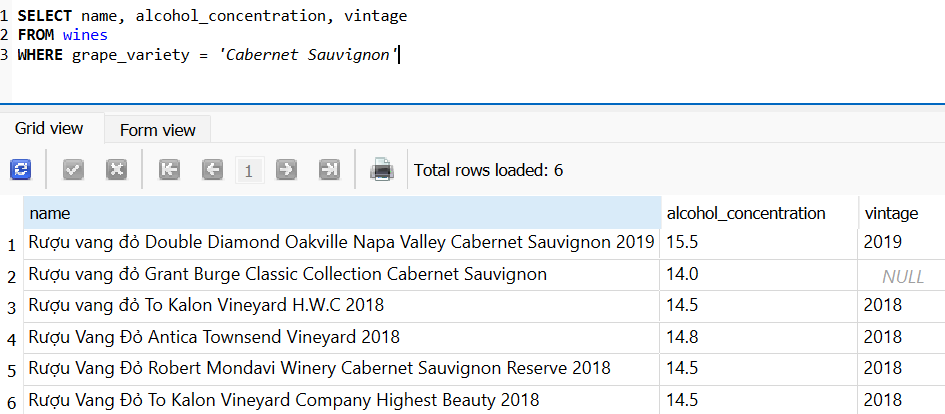 1 SELECT name, alcohol_concentration, vintage
2 FROM wines
3 WHERE grape_variety = 'Cabernet Sauvignon'
Grid view Form view
1 Total rows loaded: 6
name alcohol_concentration vintage
1 Rượu vang đỏ Double Diamond Oakville Napa Valley Cabernet Sauvignon 2019 15.5 2019
2 Rượu vang đỏ Grant Burge Classic Collection Cabernet Sauvignon 14.0 NULL
3 Rượu vang đỏ To Kalon Vineyard H.W.C 2018 14.5 2018
4 Rượu Vang Đỏ Antica Townsend Vineyard 2018 14.8 2018
5 Rượu Vang Đỏ Robert Mondavi Winery Cabernet Sauvignon Reserve 2018 14.5 2018
6 Rượu Vang Đỏ To Kalon Vineyard Company Highest Beauty 2018 14.5 2018